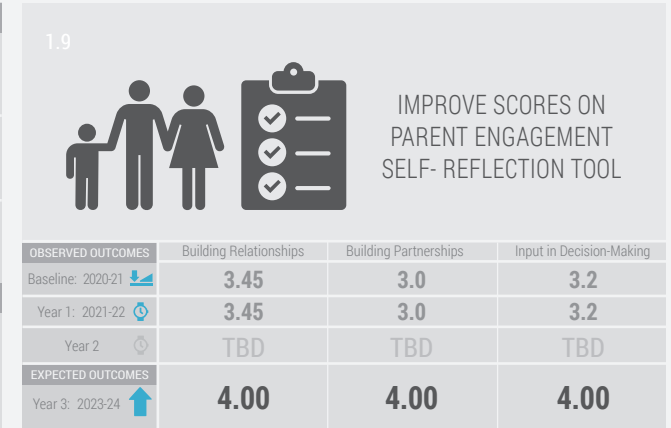 1.9
IMPROVE SCORES ON
PARENT ENGAGEMENT
SELF- REFLECTION TOOL
OBSERVED OUTCOMES Building Relationships Building Partnerships Input in Decision-Making
Baseline: 2020-21 3.45 3.0 3.2
Year 1: 2021-22 3.45 3.0 3.2
Year 2 TBD TBD TBD
EXPECTED OUTCOMES
Year 3: 2023-24 4.00 4.00 4.00